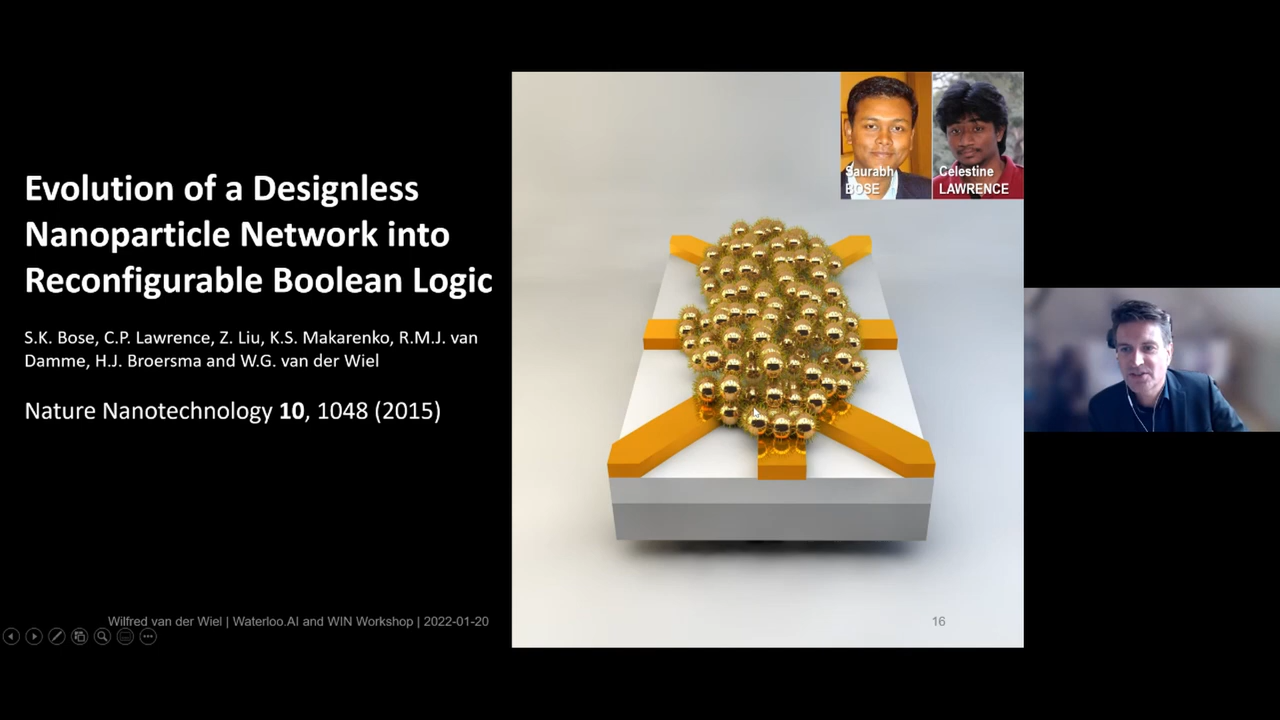 Evolution of a Designless
Nanoparticle Network into
Reconfigurable Boolean Logic
S.K. Bose, C.P. Lawrence, Z. Liu, K.S. Makarenko, R.M.J. van
Damme, H.J. Broersma and W.G. van der Wiel
Nature Nanotechnology 10, 1048 (2015)
Saurabh
BOSE
Celestine
LAWRENCE
Wilfred van der Wiel | Waterloo.AI and WIN Workshop | 2022-01-20
16